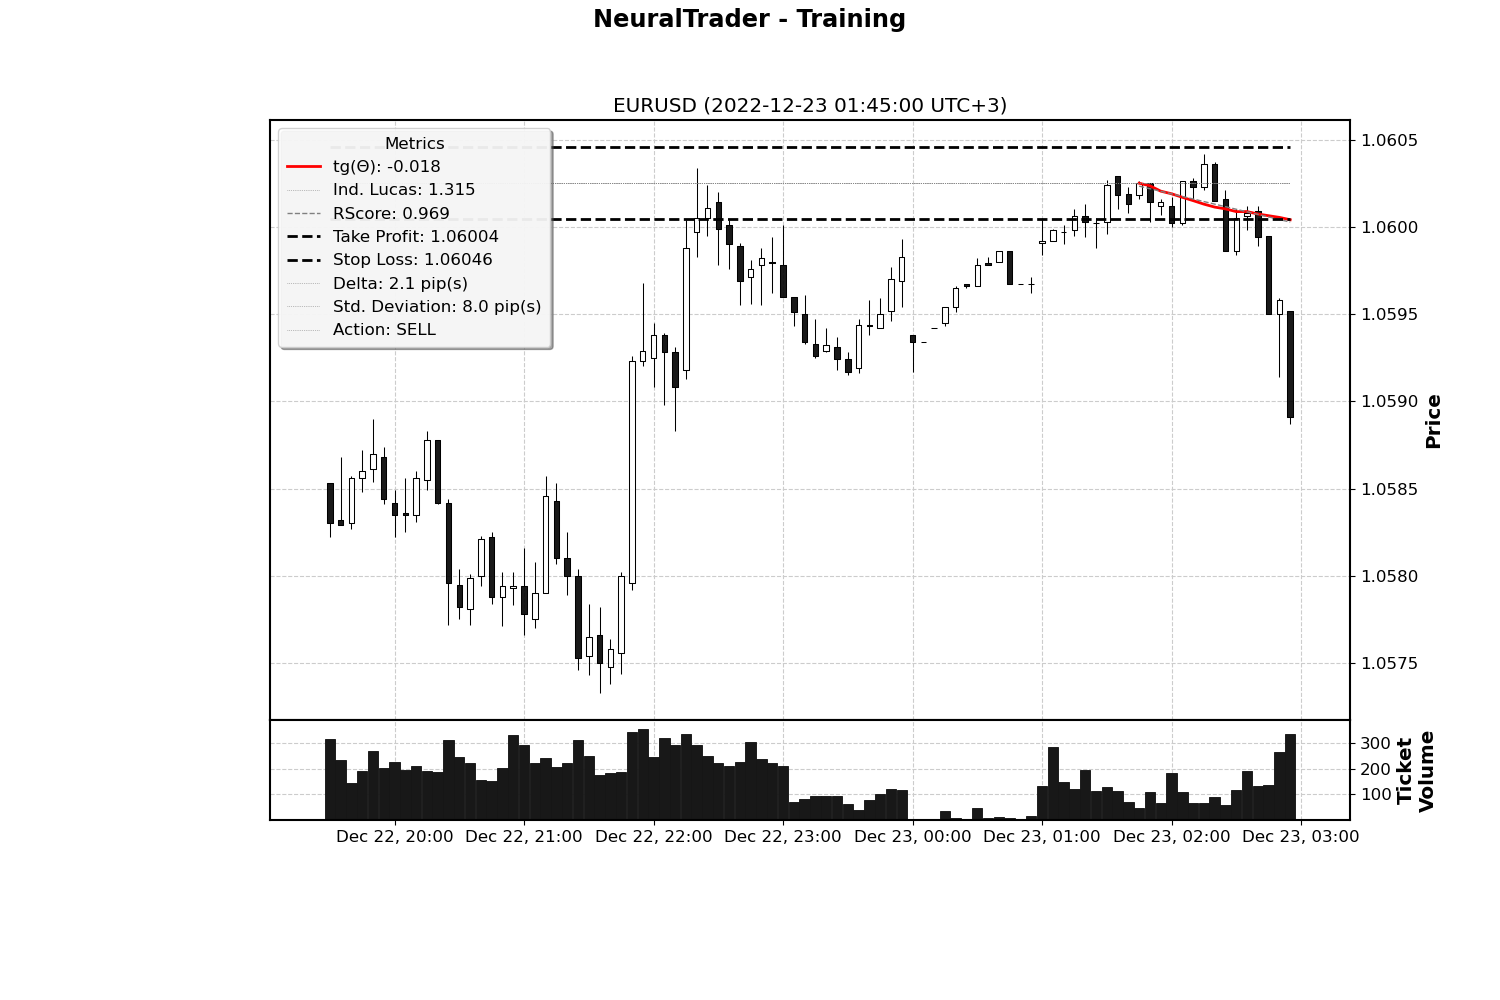 NeuralTrader - Training
EURUSD (2022-12-23 01:45:00 UTC+3)
Metrics
tg(Θ): -0.018
Ind. Lucas: 1.315
RScore: 0.969
Take Profit: 1.06004
Stop Loss: 1.06046
Delta: 2.1 pip(s)
Std. Deviation: 8.0 pip(s)
Action: SELL
1.0605
1.0600
1.0595
1.0590
1.0585
1.0580
1.0575
Price
300
200
100
Ticket
Volume
Dec 22, 20:00 Dec 22, 21:00 Dec 22, 22:00 Dec 22, 23:00 Dec 23, 00:00 Dec 23, 01:00 Dec 23, 02:00 Dec 23, 03:00